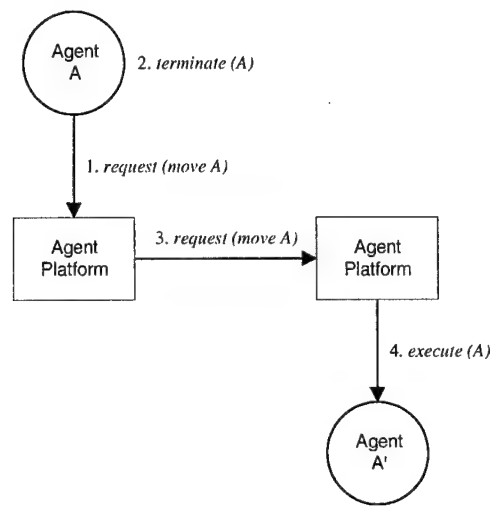 Agent
A
2. terminate (A)
1. request (move A)
Agent
Platform
3. request (move A)
Agent
Platform
4. execute (A)
Agent
A'